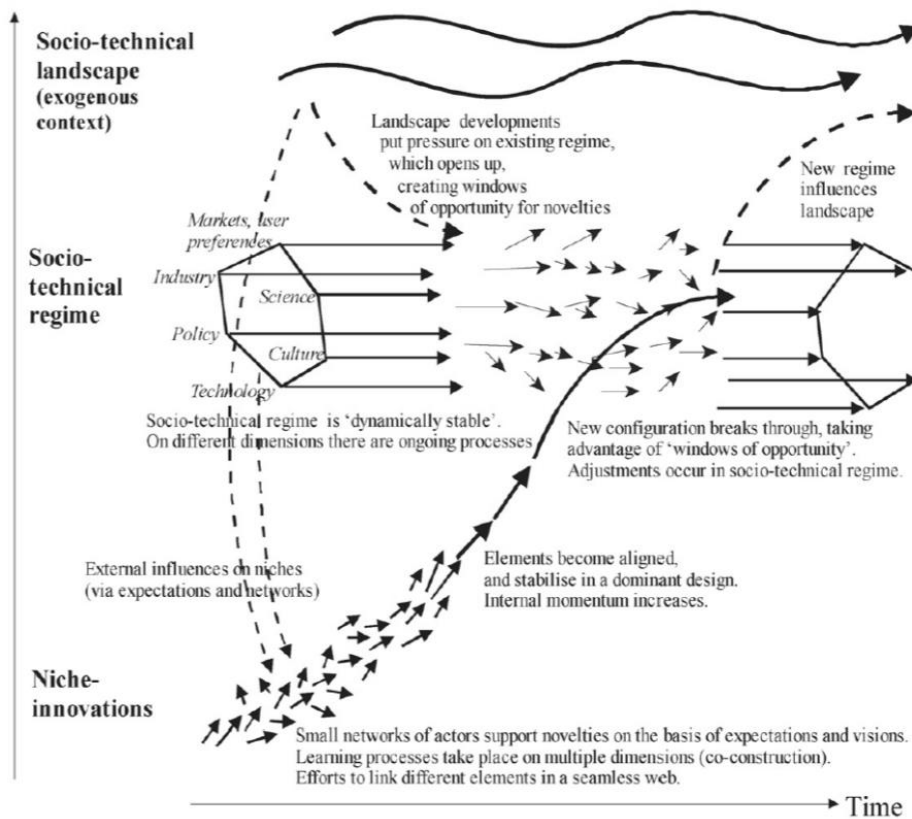 Socio-technical
landscape
(exogenous
context)
Landscape developments
put pressure on existing regime,
which opens up,
creating windows
of opportunity for novelties
New regime
influences
landscape
Markets, user
preferences
Socio-
technical
regime
Industry
Science
Policy
Culture
Technology
Socio-technical regime is ‘dynamically stable’.
On different dimensions there are ongoing processes
New configuration breaks through, taking
advantage of ‘windows of opportunity’.
Adjustments occur in socio-technical regime.
Elements become aligned,
and stabilise in a dominant design.
Internal momentum increases.
External influences on niches
(via expectations and networks)
Niche-
innovations
Small networks of actors support novelties on the basis of expectations and visions.
Learning processes take place on multiple dimensions (co-construction).
Efforts to link different elements in a seamless web.
Time